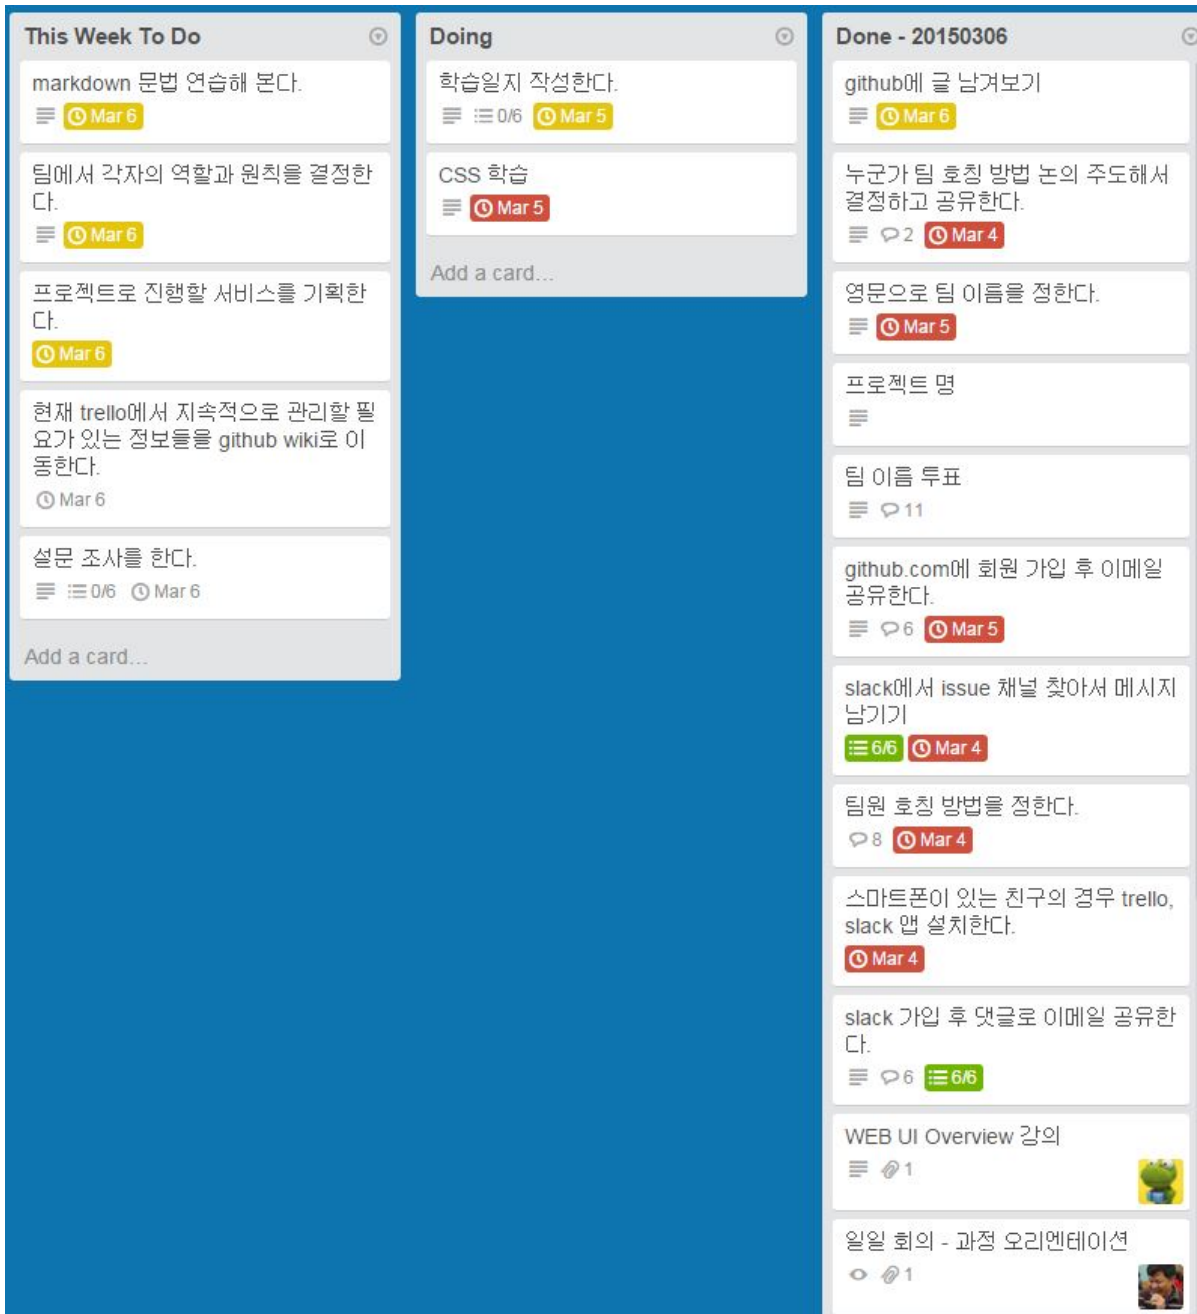 This Week To Do
markdown 문법 연습해 본다.
Mar 6
팀에서 각자의 역할과 원칙을 결정한
다.
Mar 6
프로젝트로 진행할 서비스를 기획한
다.
Mar 6
현재 trello에서 지속적으로 관리할 필
요가 있는 정보들을 github wiki로 이
동한다.
Mar 6
설문 조사를 한다.
0/6 Mar 6
Add a card...
Doing
학습일지 작성한다.
0/6 Mar 5
CSS 학습
Mar 5
Add a card...
Done - 20150306
github에 글 남겨보기
Mar 6
누군가 팀 호칭 방법 논의 주도해서
결정하고 공유한다.
2 Mar 4
영문으로 팀 이름을 정한다.
Mar 5
프로젝트 명
팀 이름 투표
11
github.com에 회원 가입 후 이메일
공유한다.
6 Mar 5
slack에서 issue 채널 찾아서 메시지
남기기
6/6 Mar 4
팀원 호칭 방법을 정한다.
8 Mar 4
스마트폰이 있는 친구의 경우 trello,
slack 앱 설치한다.
Mar 4
slack 가입 후 댓글로 이메일 공유한
다.
6 6/6
WEB UI Overview 강의
1
일일 회의 - 과정 오리엔테이션
1